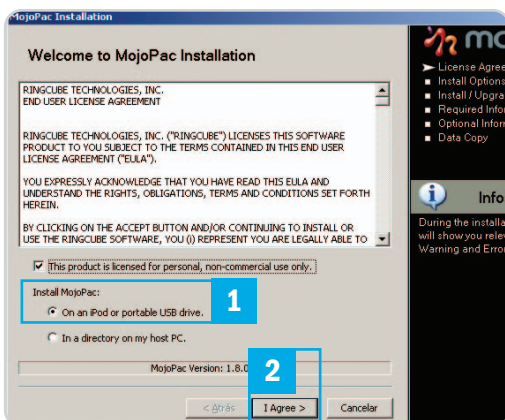 MojoPac Installation
Welcome to MojoPac Installation
RINGCUBE TECHNOLOGIES, INC.
END USER LICENSE AGREEMENT
RINGCUBE TECHNOLOGIES, INC. ("RINGCUBE") LICENSES THIS SOFTWARE
PRODUCT TO YOU SUBJECT TO THE TERMS CONTAINED IN THIS END USER
LICENSE AGREEMENT ("EULA").
YOU EXPRESSLY ACKNOWLEDGE THAT YOU HAVE READ THIS EULA AND
UNDERSTAND THE RIGHTS, OBLIGATIONS, TERMS AND CONDITIONS SET FORTH
HEREIN.
BY CLICKING ON THE ACCEPT BUTTON AND/OR CONTINUING TO INSTALL OR
USE THE RINGCUBE SOFTWARE, YOU (i) REPRESENT YOU ARE LEGALLY ABLE TO
This product is licensed for personal, non-commercial use only.
Install MojoPac:
1
On an iPod or portable USB drive.
In a directory on my host PC.
MojoPac Version: 1.8.0
2
< Atrás
I Agree >
Cancelar
mo
License Agree
Install Options
Install / Upgra
Required Infor
Optional Inform
Data Copy
Info
During the installa
will show you rele
Warning and Erro